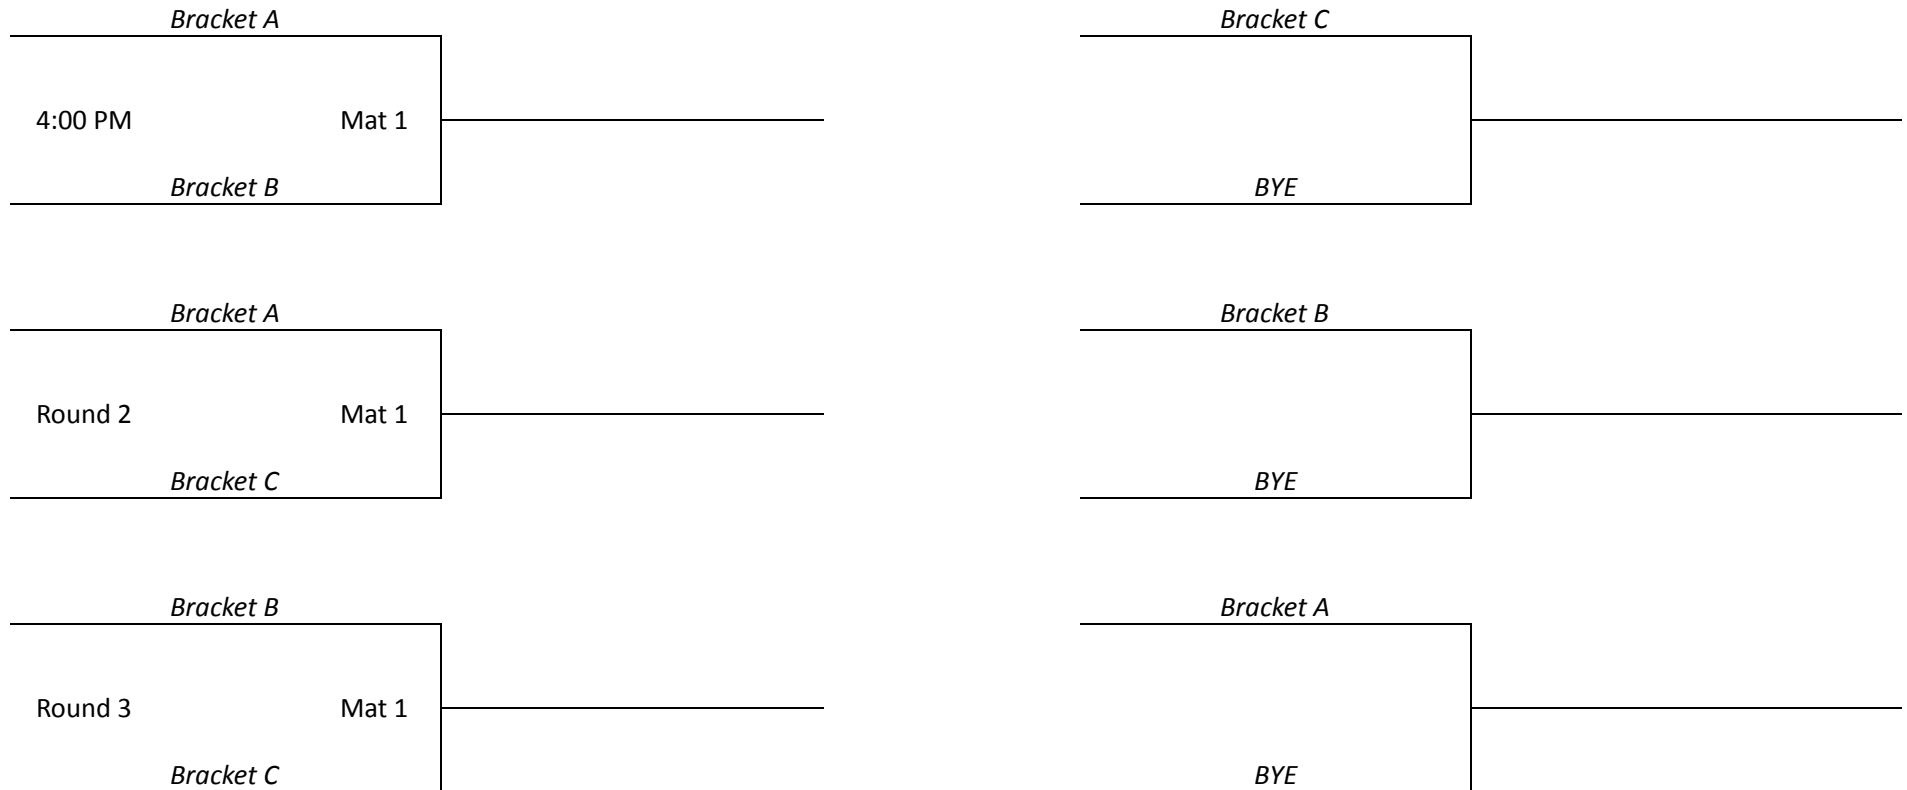 Bracket A
Bracket C
4:00 PM Mat 1
Bracket B
BYE
Bracket A
Bracket B
Round 2 Mat 1
Bracket C
BYE
Bracket B
Bracket A
Round 3 Mat 1
Bracket C
BYE